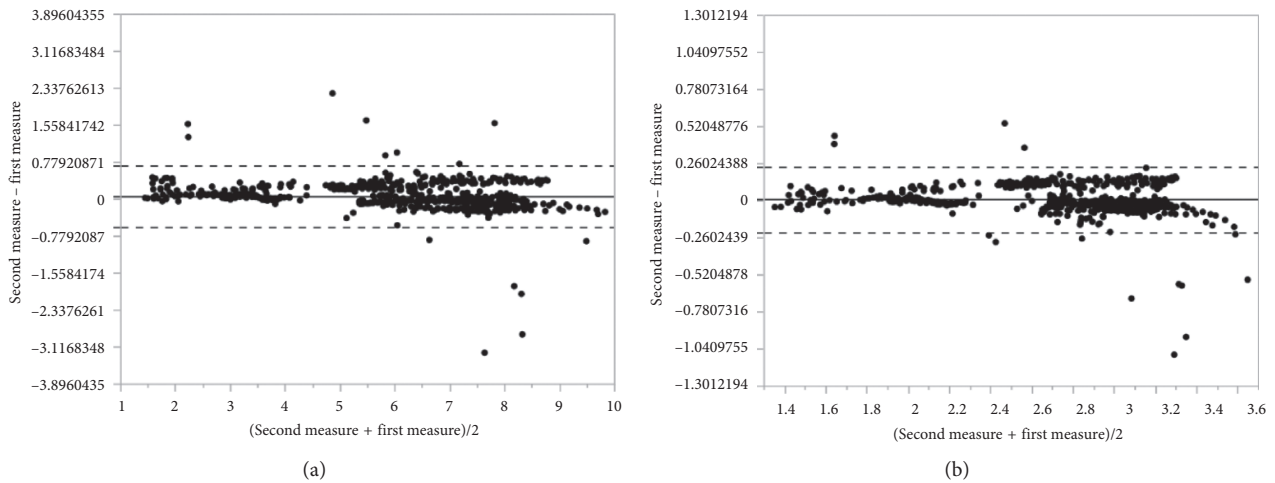 3.89604355
3.11683484
2.33762613
1.55841742
0.77920871
0
–0.7792087
–1.5584174
–2.3376261
–3.1168348
–3.8960435
Second measure – first measure
1 2 3 4 5 6 7 8 9 10
(Second measure + first measure)/2
(a)
1.3012194
1.04097552
0.78073164
0.52048776
0.26024388
0
–0.2602439
–0.5204878
–0.7807316
–1.0409755
–1.3012194
Second measure – first measure
1.4 1.6 1.8 2 2.2 2.4 2.6 2.8 3 3.2 3.4 3.6
(Second measure + first measure)/2
(b)